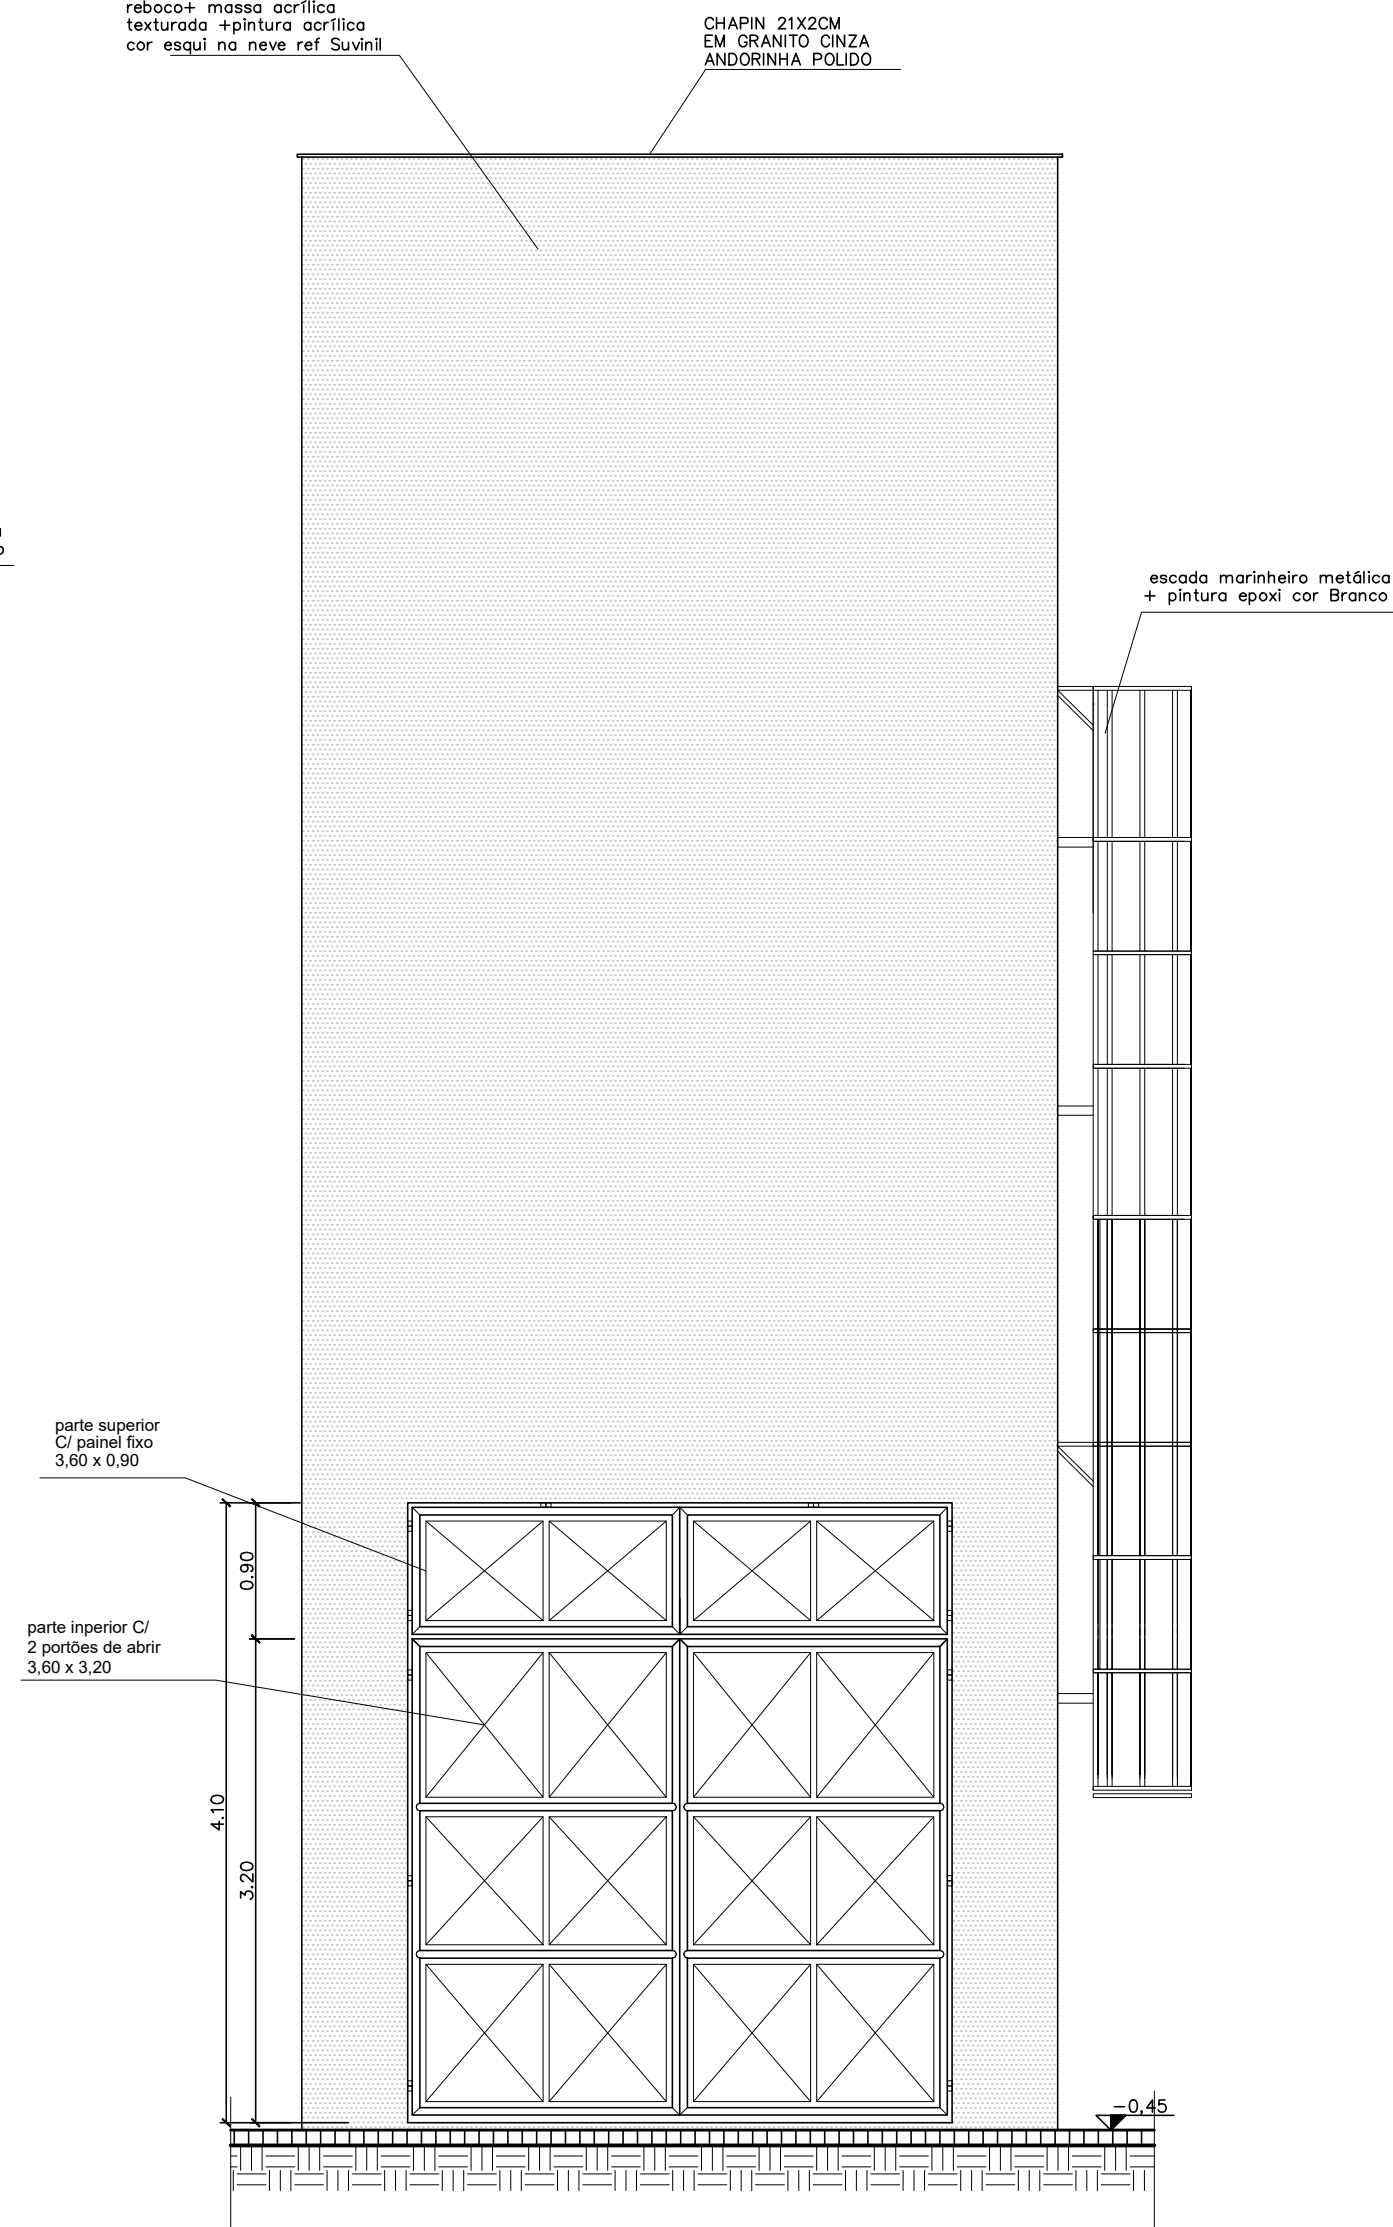 reboco+ massa acrílica
texturada +pintura acrílica
cor esqui na neve ref Suvinil
CHAPIN 21X2CM
EM GRANITO CINZA
ANDORINHA POLIDO
escada marinheiro metálica
+ pintura epoxi cor Branco
parte superior
C/ painel fixo
3,60 x 0,90
0.90
parte inperior C/
2 portões de abrir
3,60 x 3,20
4.10
3.20
-0,45